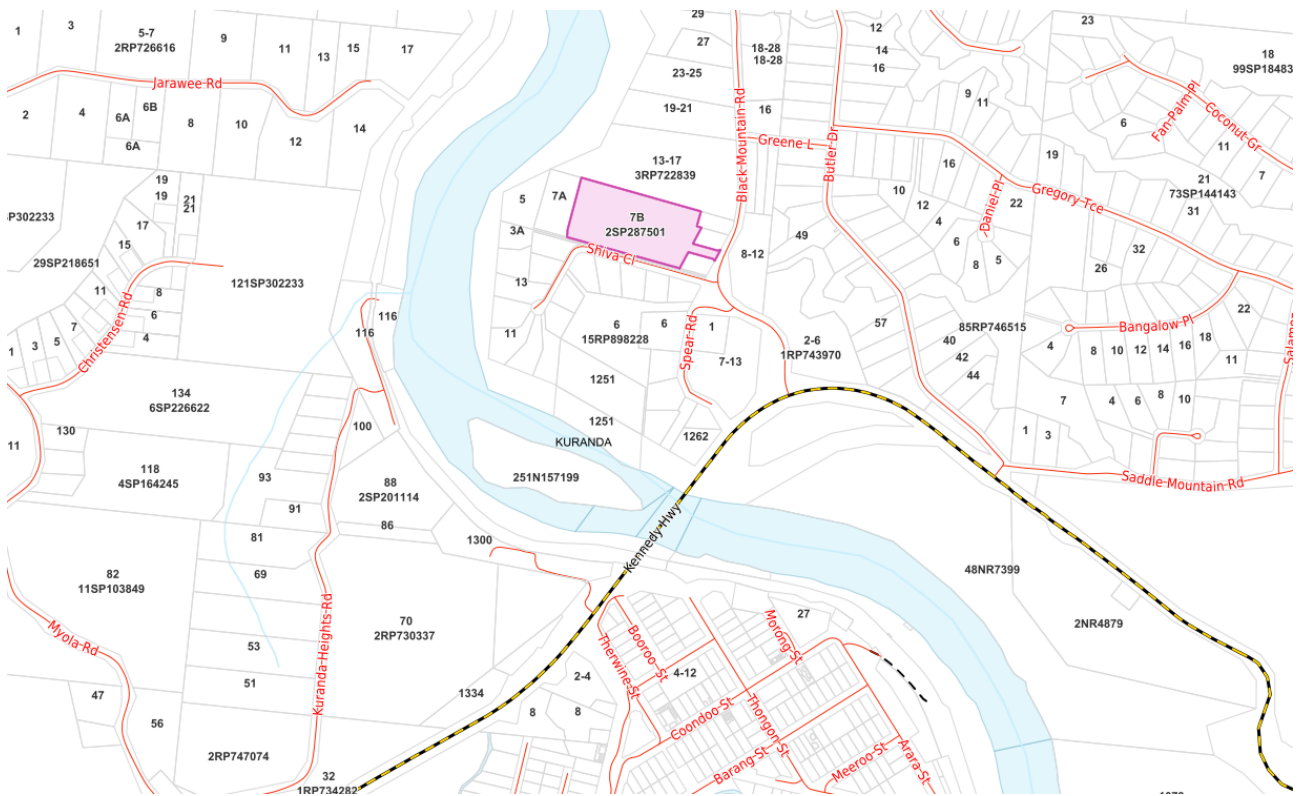 1
3
5-7
2RP726616
9
11
13
15
17
29
27
23-25
19-21
18-28
18-28
16
12
14
16
23
18
99SP18483
Jarawee Rd
2
4
6A
6B
6A
8
10
12
14
Black Mountain Rd
Greene L
Butler Dr
9
11
6
Fan Palm Pl
Coconut Gr
11
7
13-17
3RP722839
16
19
21
73SP144143
31
Gregory Tce
10
12
4
6
8
5
22
Daniel Pl
32
26
19
19
21
21
17
15
P302233
29SP218651
5
7A
3A
7B
2SP287501
Shiva Cl
8-12
49
13
11
121SP302233
11
8
6
4
7
5
3
1
Christensen Rd
116
116
6
15RP898228
6
1
7-13
Spear Rd
2-6
1RP743970
57
85RP746515
40
42
44
4
Bangalow Pl
8
10
12
14
16
18
22
11
7
4
6
8
10
1
3
Saddle Mountain Rd
134
6SP226622
1251
1251
1262
KURANDA
251N157199
100
130
11
118
4SP164245
93
88
2SP201114
91
86
81
1300
Kennedy Hwy
48NR7399
2NR4879
82
11SP103849
69
53
51
70
2RP730337
Kuranda Heights Rd
Myola Rd
47
56
2RP747074
32
1RP734282
1334
2-4
8
8
4-12
27
Therwine St
Booroo St
Morong St
Coondoo St
Thongon St
Barang St
Meeroo St
Arara St